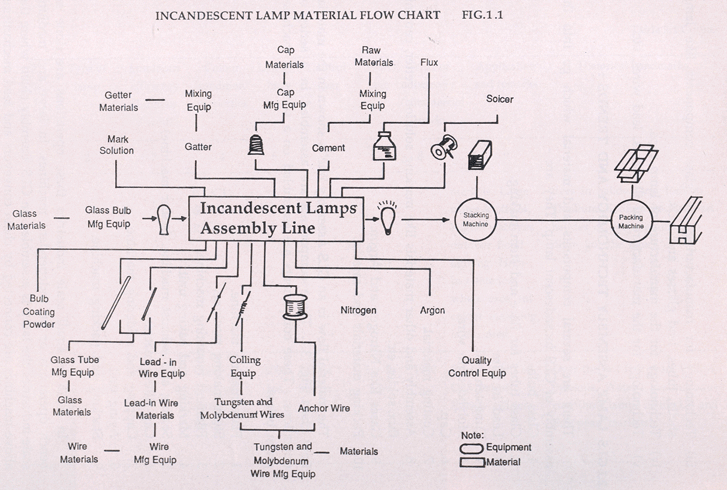 INCANDESCENT LAMP MATERIAL FLOW CHART FIG.1.1
Cap
Materials
Raw
Materials
Flux
Getter
Materials
Mixing
Equip
Cap
Mfg Equip
Mixing
Equip
Soicer
Mark
Solution
Gatter
Cement
Glass
Materials
Glass Bulb
Mfg Equip
Incandescent Lamps
Assembly Line
Stacking
Machine
Packing
Machine
Bulb
Coating
Powder
Nitrogen
Argon
Glass Tube
Mfg Equip
Lead - in
Wire Equip
Colling
Equip
Quality
Control Equip
Glass
Materials
Lead-in Wire
Materials
Tungsten and
Molybdenum Wires
Anchor Wire
Wire
Materials
Wire
Mfg Equip
Tungsten and
Molybdenum
Wire Mfg Equip
Materials
Note:
Equipment
Material